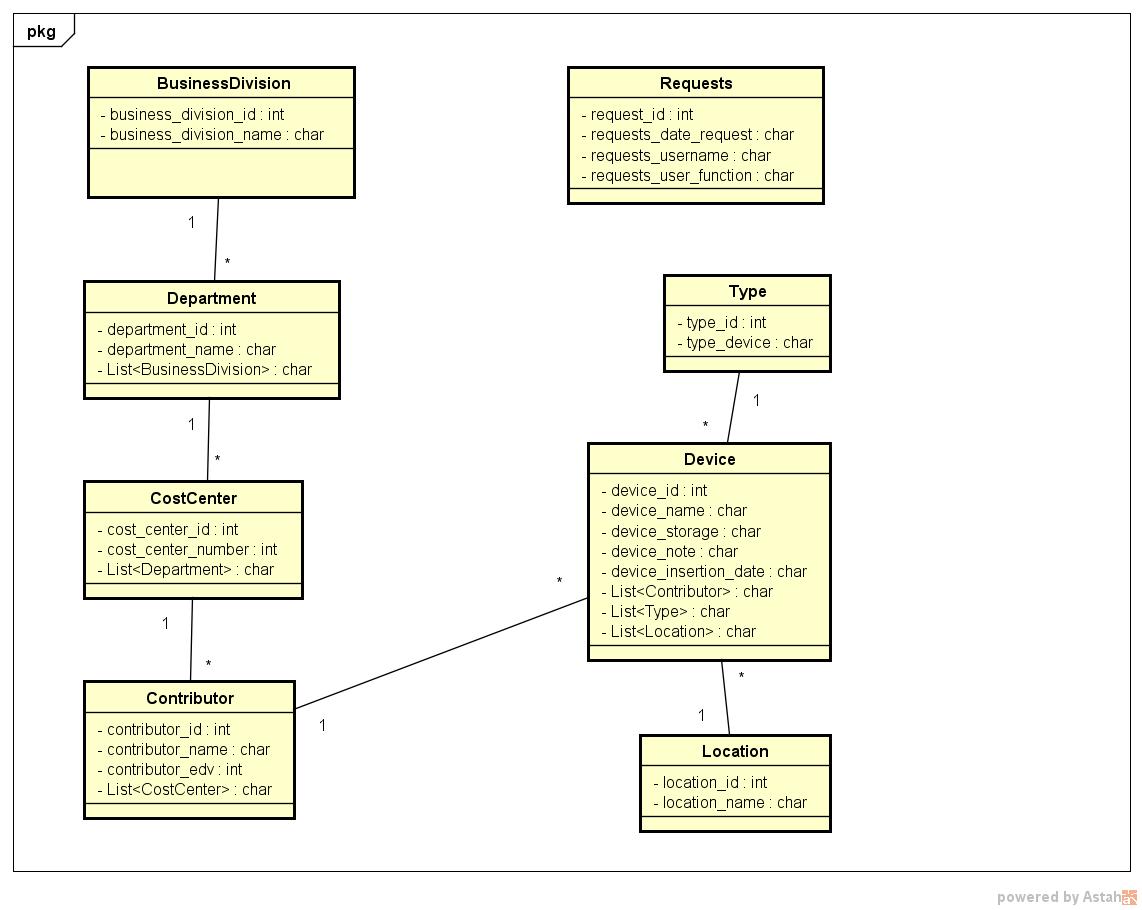 pkg
BusinessDivision
- business_division_id : int
- business_division_name : char
1
*
Department
- department_id : int
- department_name : char
- List<BusinessDivision> : char
1
*
CostCenter
- cost_center_id : int
- cost_center_number : int
- List<Department> : char
1
*
Contributor
- contributor_id : int
- contributor_name : char
- contributor_edv : int
- List<CostCenter> : char
1
*
Requests
- request_id : int
- requests_date_request : char
- requests_username : char
- requests_user_function : char
Type
- type_id : int
- type_device : char
1
*
Device
- device_id : int
- device_name : char
- device_storage : char
- device_note : char
- device_insertion_date : char
- List<Contributor> : char
- List<Type> : char
- List<Location> : char
*
1
Location
- location_id : int
- location_name : char
powered by Astah